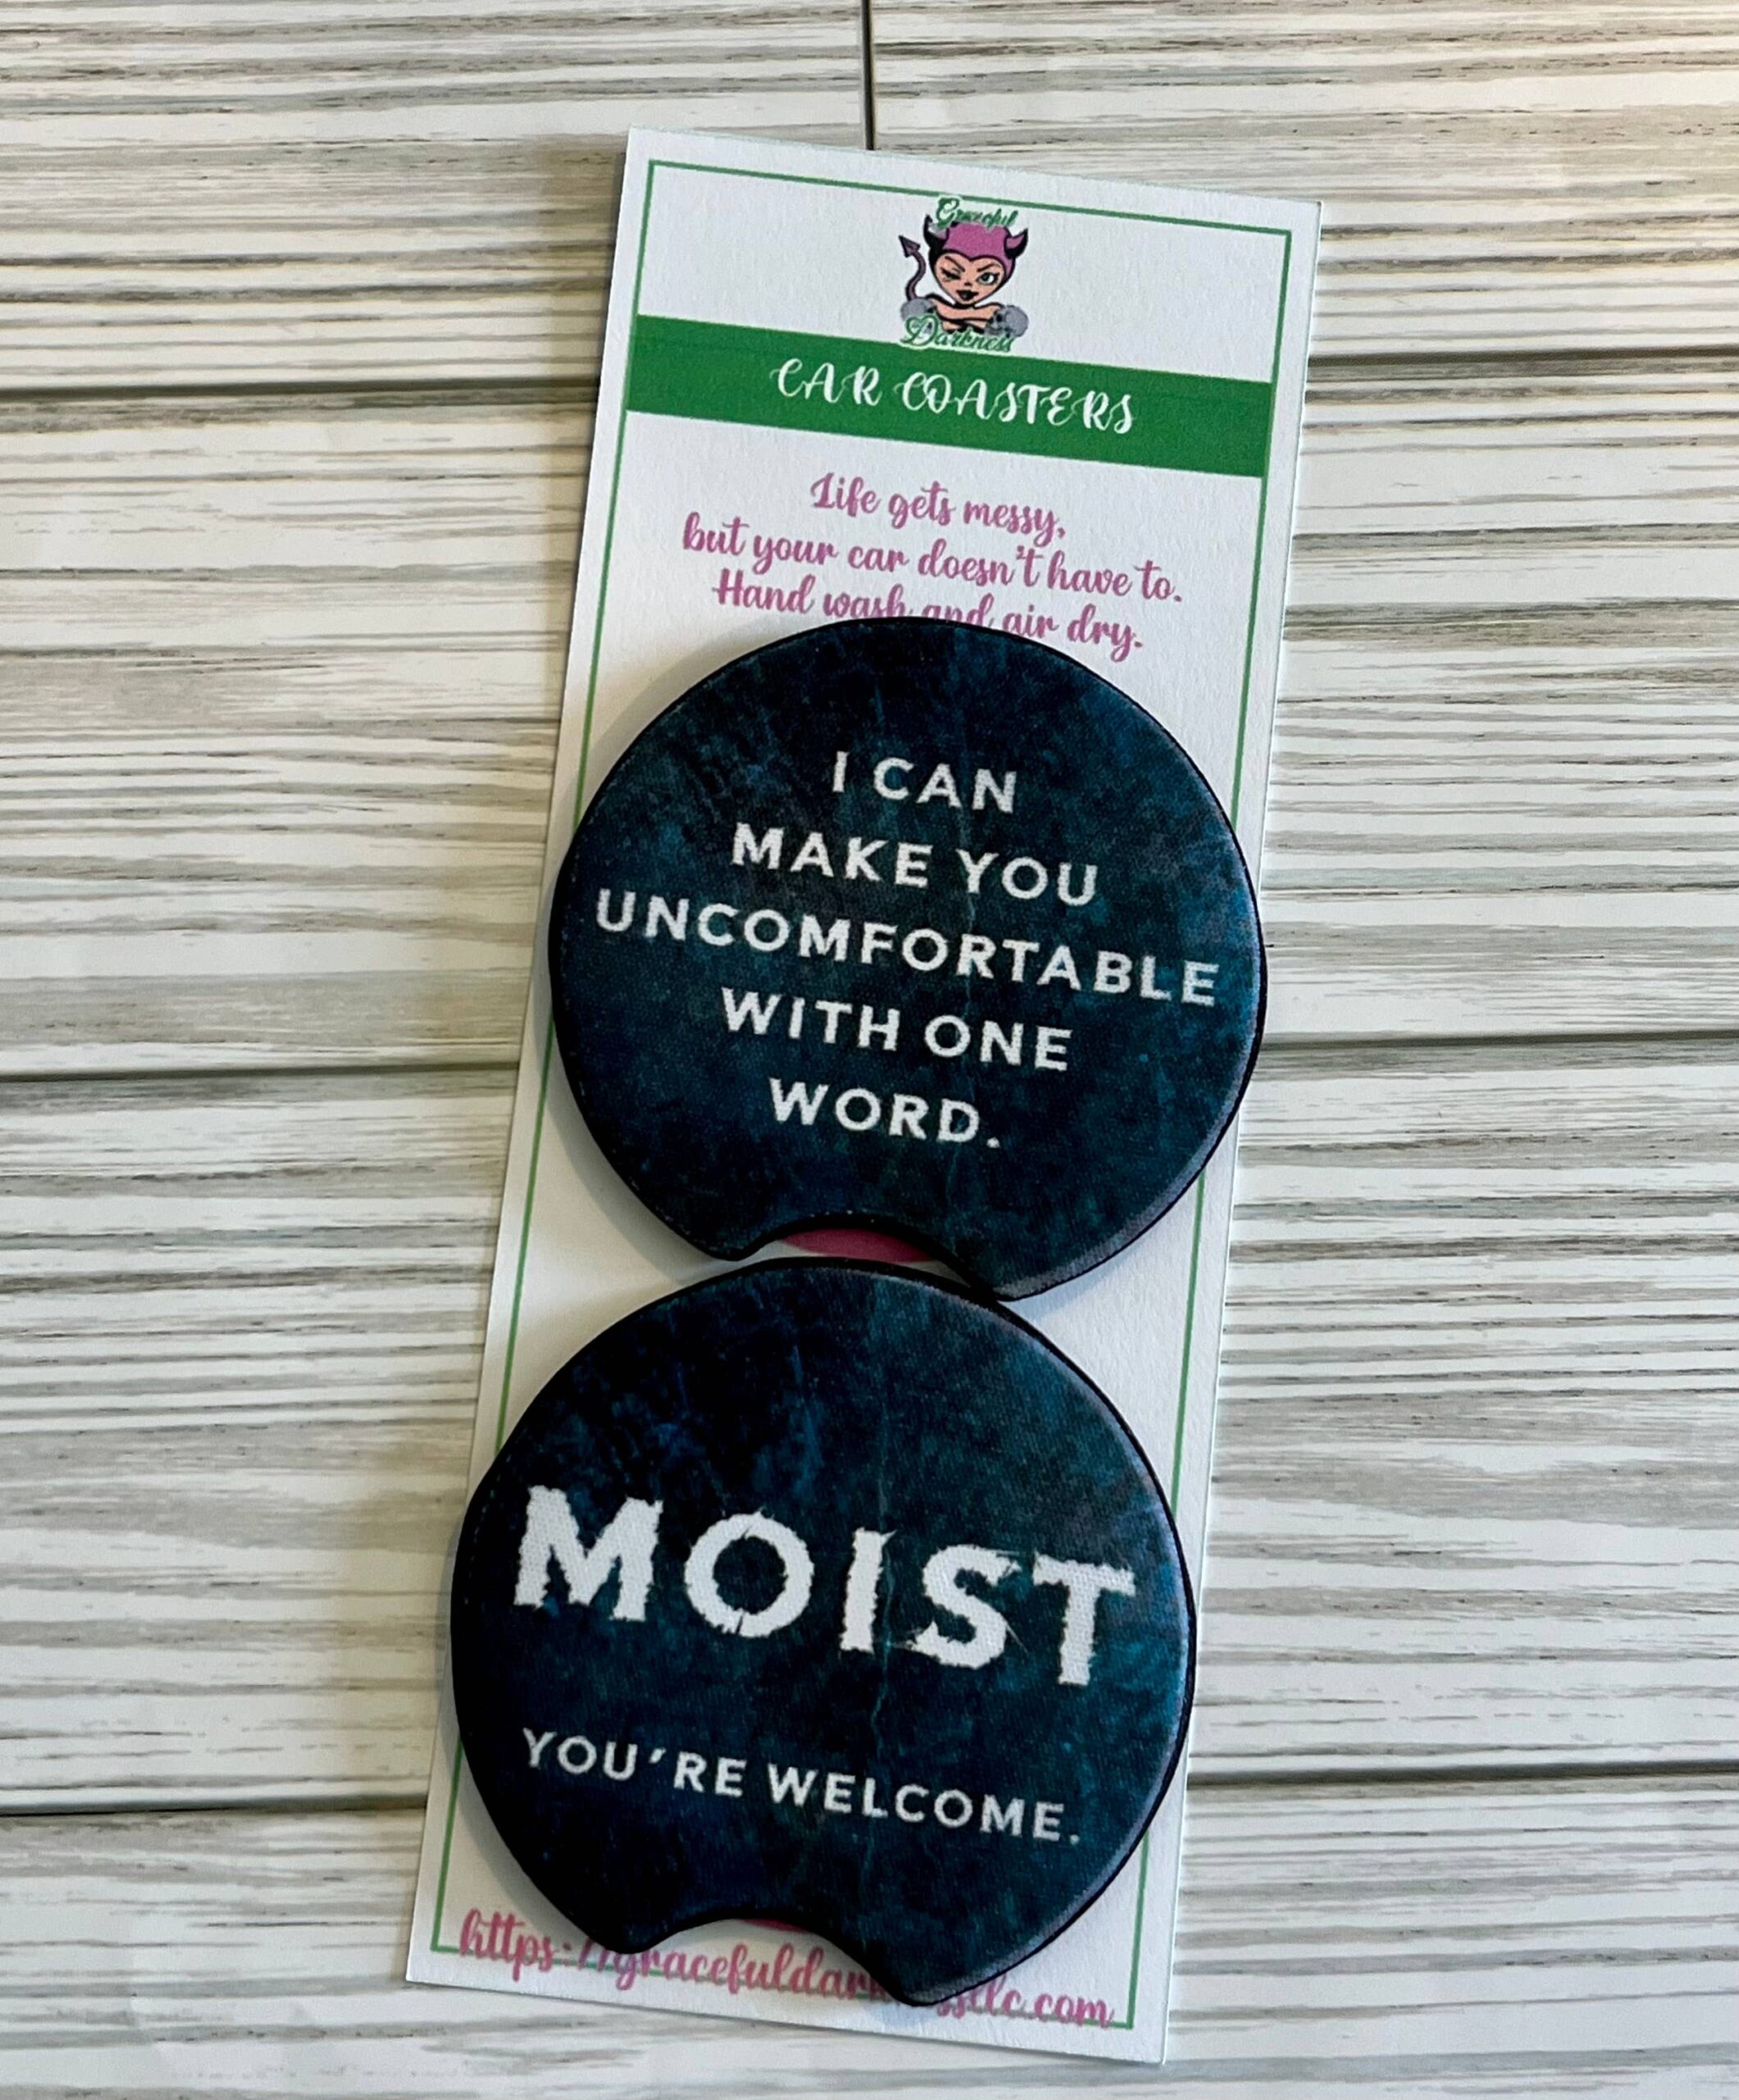 Graceful
Darkness
CAR COASTERS
Life gets messy,
but your car doesn't have to.
Hand wash and air dry.
I CAN
MAKE YOU
UNCOMFORTABLE
WITH ONE
WORD.
MOIST
YOU'RE WELCOME.